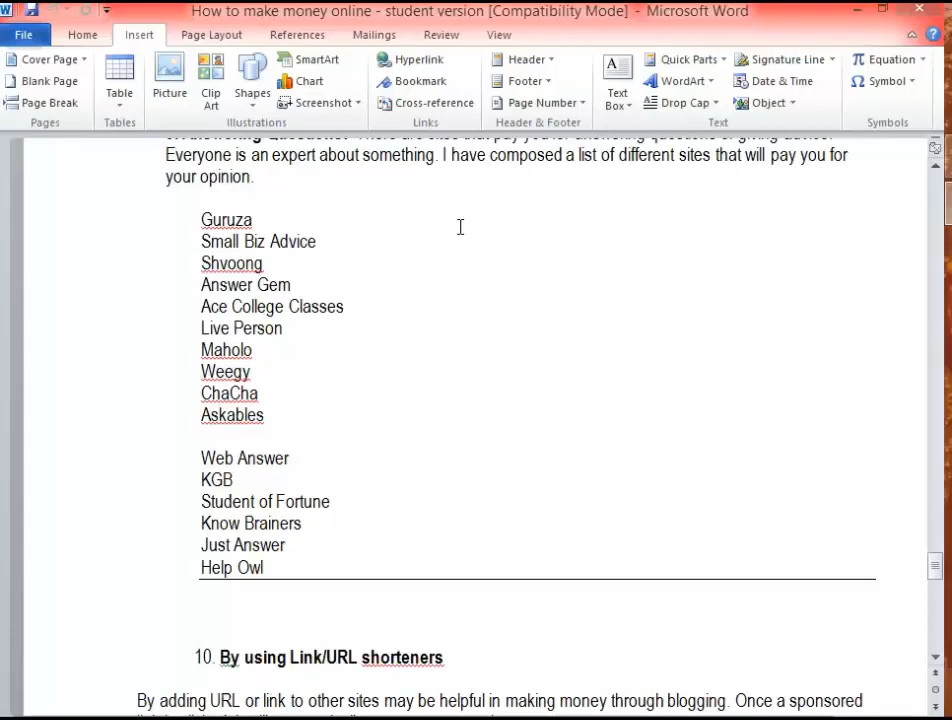 How to make money online - student version [Compatibility Mode] - Microsoft Word
File Home Insert Page Layout References Mailings Review View
Cover Page
Blank Page
Page Break
Pages
Table
Tables
Picture
Clip Art
Shapes
SmartArt
Chart
Screenshot
Illustrations
Hyperlink
Bookmark
Cross-reference
Links
Header
Footer
Page Number
Header & Footer
Text Box
Quick Parts
WordArt
Drop Cap
Signature Line
Date & Time
Object
Text
Equation
Symbol
Symbols
Everyone is an expert about something. I have composed a list of different sites that will pay you for
your opinion.
Guruza
Small Biz Advice
Shvoong
Answer Gem
Ace College Classes
Live Person
Maholo
Weegy
ChaCha
Askables
Web Answer
KGB
Student of Fortune
Know Brainers
Just Answer
Help Owl
10. By using Link/URL shorteners
By adding URL or link to other sites may be helpful in making money through blogging. Once a sponsored